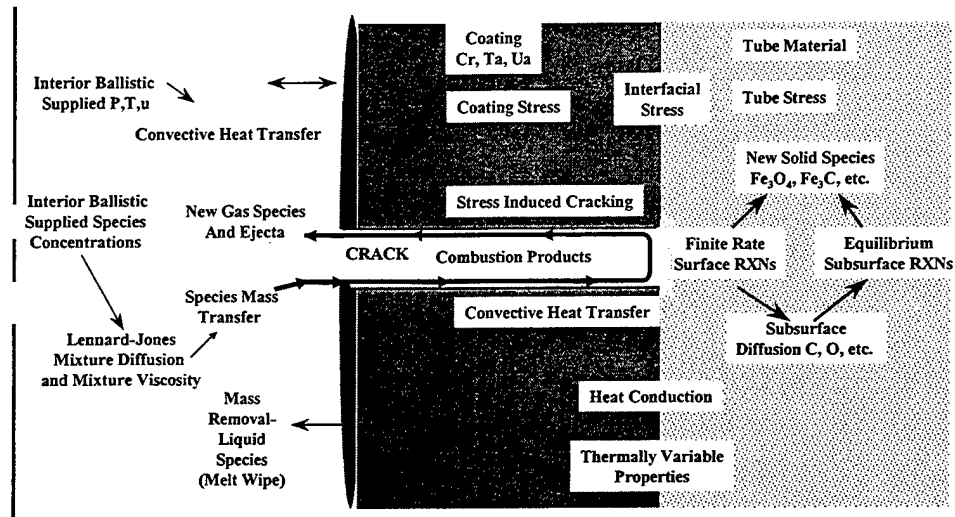 Coating
Cr, Ta, Ua
Tube Material
Interior Ballistic
Supplied P,T,u
Interfacial
Stress
Coating Stress
Tube Stress
Convective Heat Transfer
New Solid Species
Fe₃O₄, Fe₃C, etc.
Interior Ballistic
Supplied Species
Concentrations
New Gas Species
And Ejecta
Stress Induced Cracking
CRACK
Combustion Products
Finite Rate
Surface RXNs
Equilibrium
Subsurface RXNs
Species Mass
Transfer
Convective Heat Transfer
Subsurface
Diffusion C, O, etc.
Lennard-Jones
Mixture Diffusion
and Mixture Viscosity
Mass
Removal-
Liquid
Species
(Melt Wipe)
Heat Conduction
Thermally Variable
Properties